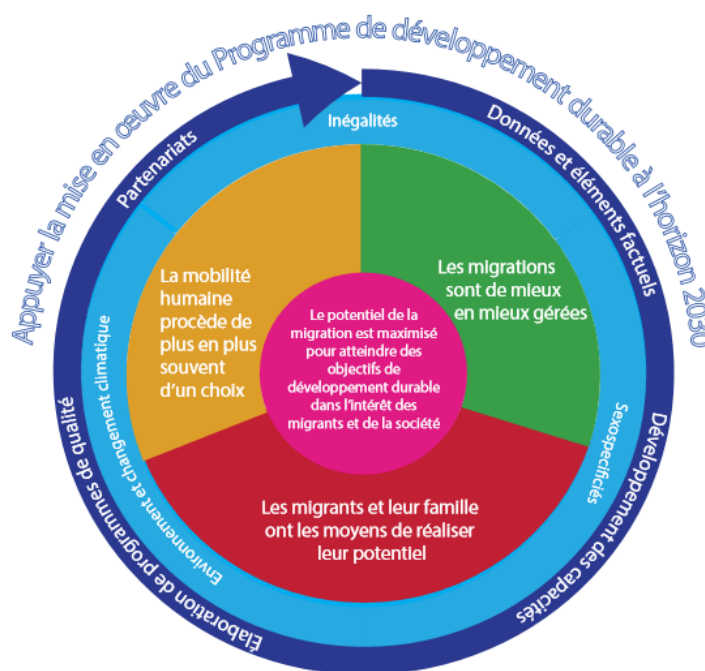 Appuyer la mise en œuvre du Programme de développement durable à l'horizon 2030
Partenariats
Données et éléments factuels
Développement des capacités
Élaboration de programmes de qualité
Inégalités
Sexospecificiés
Environnement et changement climatique
La mobilité
humaine
procède de
plus en plus
souvent
d'un choix
Les migrations
sont de mieux
en mieux gérées
Le potentiel de la
migration est maximisé
pour atteindre des
objectifs de
développement durable
dans l'intérêt des
migrants et de la société
Les migrants et leur famille
ont les moyens de réaliser
leur potentiel